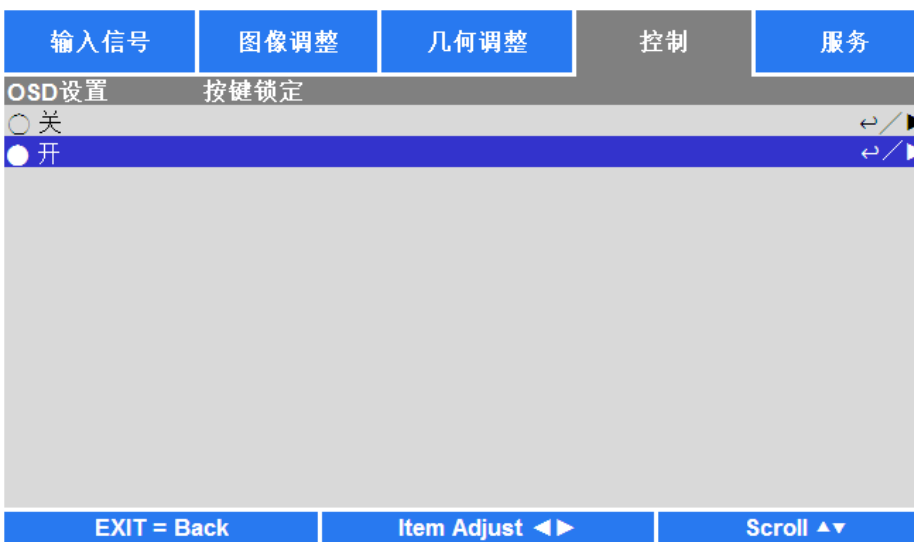 输入信号 图像调整 几何调整 控制 服务
OSD设置 按键锁定
关 ↩/▶
开 ↩/▶
EXIT = Back Item Adjust ◀▶ Scroll ▲▼